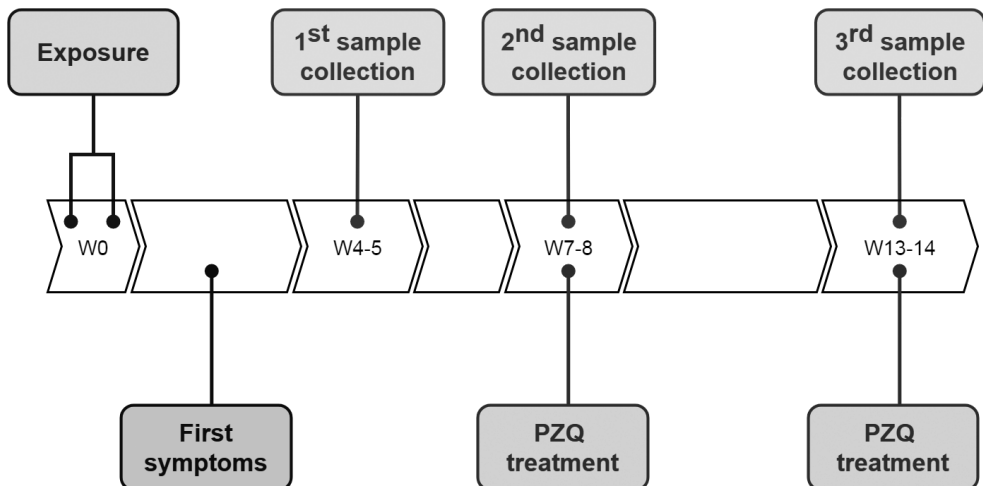 Exposure
1st sample
collection
2nd sample
collection
3rd sample
collection
W0
W4-5
W7-8
W13-14
First
symptoms
PZQ
treatment
PZQ
treatment